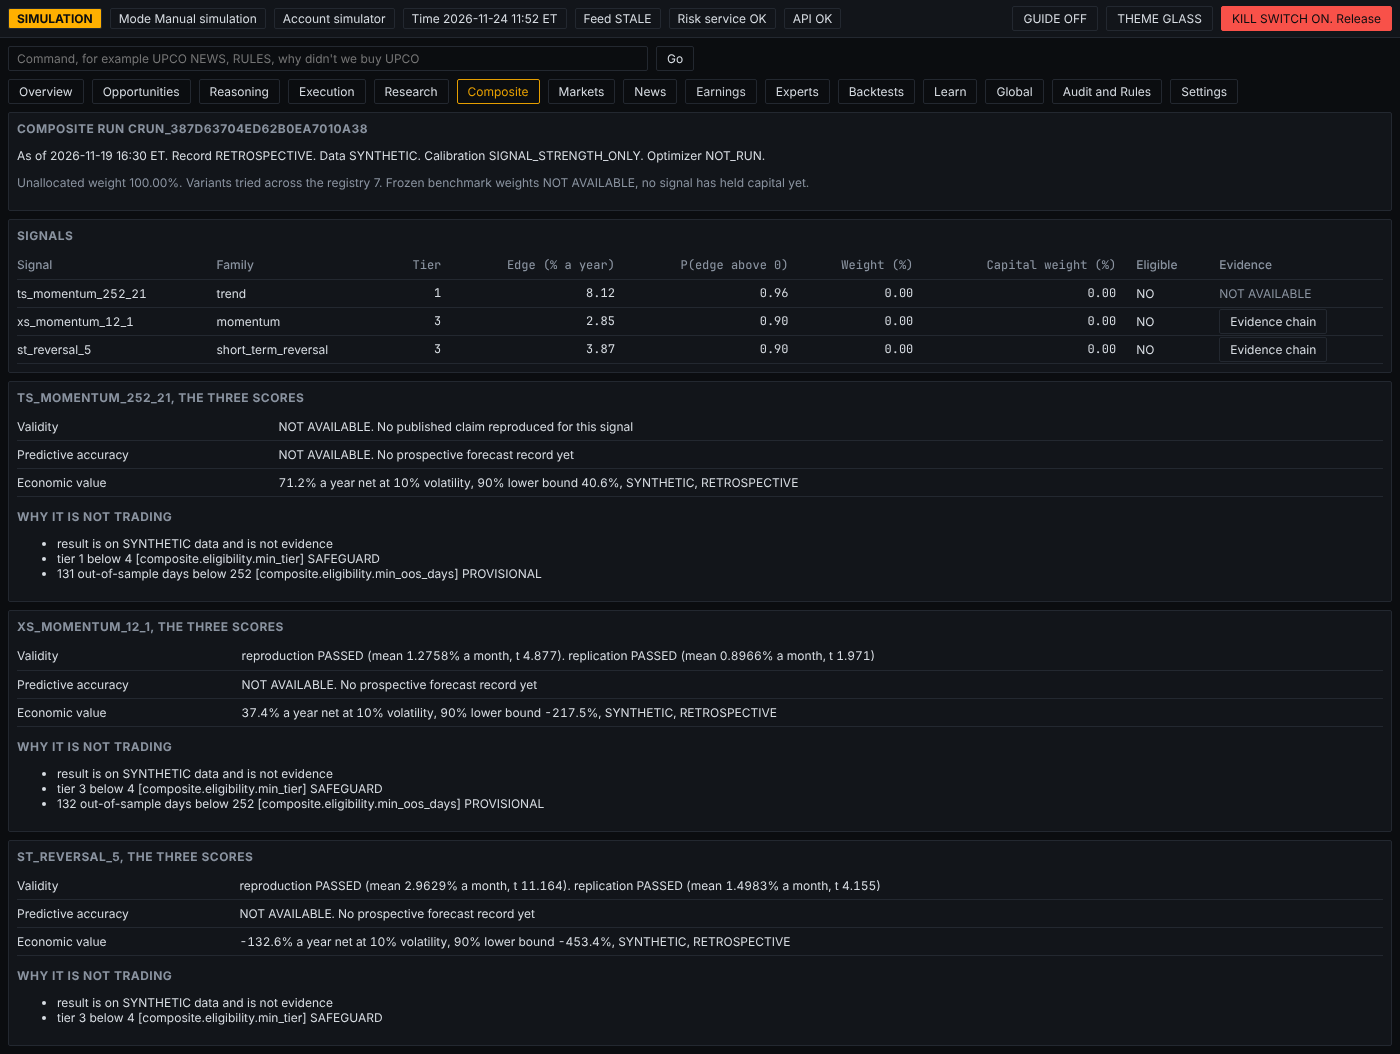 SIMULATION Mode Manual simulation Account simulator Time 2026-11-24 11:52 ET Feed STALE Risk service OK API OK GUIDE OFF THEME GLASS KILL SWITCH ON. Release
Command, for example UPCO NEWS, RULES, why didn't we buy UPCO Go
Overview Opportunities Reasoning Execution Research Composite Markets News Earnings Experts Backtests Learn Global Audit and Rules Settings
COMPOSITE RUN CRUN_387D63704ED62B0EA7010A38
As of 2026-11-19 16:30 ET. Record RETROSPECTIVE. Data SYNTHETIC. Calibration SIGNAL_STRENGTH_ONLY. Optimizer NOT_RUN.
Unallocated weight 100.00%. Variants tried across the registry 7. Frozen benchmark weights NOT AVAILABLE, no signal has held capital yet.
SIGNALS
Signal Family Tier Edge (% a year) P(edge above 0) Weight (%) Capital weight (%) Eligible Evidence
ts_momentum_252_21 trend 1 8.12 0.96 0.00 0.00 NO NOT AVAILABLE
xs_momentum_12_1 momentum 3 2.85 0.90 0.00 0.00 NO Evidence chain
st_reversal_5 short_term_reversal 3 3.87 0.90 0.00 0.00 NO Evidence chain
TS_MOMENTUM_252_21, THE THREE SCORES
Validity NOT AVAILABLE. No published claim reproduced for this signal
Predictive accuracy NOT AVAILABLE. No prospective forecast record yet
Economic value 71.2% a year net at 10% volatility, 90% lower bound 40.6%, SYNTHETIC, RETROSPECTIVE
WHY IT IS NOT TRADING
• result is on SYNTHETIC data and is not evidence
• tier 1 below 4 [composite.eligibility.min_tier] SAFEGUARD
• 131 out-of-sample days below 252 [composite.eligibility.min_oos_days] PROVISIONAL
XS_MOMENTUM_12_1, THE THREE SCORES
Validity reproduction PASSED (mean 1.2758% a month, t 4.877). replication PASSED (mean 0.8966% a month, t 1.971)
Predictive accuracy NOT AVAILABLE. No prospective forecast record yet
Economic value 37.4% a year net at 10% volatility, 90% lower bound -217.5%, SYNTHETIC, RETROSPECTIVE
WHY IT IS NOT TRADING
• result is on SYNTHETIC data and is not evidence
• tier 3 below 4 [composite.eligibility.min_tier] SAFEGUARD
• 132 out-of-sample days below 252 [composite.eligibility.min_oos_days] PROVISIONAL
ST_REVERSAL_5, THE THREE SCORES
Validity reproduction PASSED (mean 2.9629% a month, t 11.164). replication PASSED (mean 1.4983% a month, t 4.155)
Predictive accuracy NOT AVAILABLE. No prospective forecast record yet
Economic value -132.6% a year net at 10% volatility, 90% lower bound -453.4%, SYNTHETIC, RETROSPECTIVE
WHY IT IS NOT TRADING
• result is on SYNTHETIC data and is not evidence
• tier 3 below 4 [composite.eligibility.min_tier] SAFEGUARD